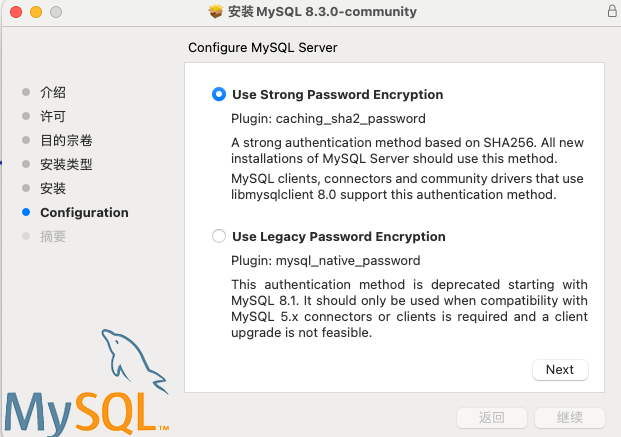 安装 MySQL 8.3.0-community
Configure MySQL Server
介绍
许可
目的宗卷
安装类型
安装
Configuration
摘要
Use Strong Password Encryption
Plugin: caching_sha2_password
A strong authentication method based on SHA256. All new
installations of MySQL Server should use this method.
MySQL clients, connectors and community drivers that use
libmysqlclient 8.0 support this authentication method.
Use Legacy Password Encryption
Plugin: mysql_native_password
This authentication method is deprecated starting with
MySQL 8.1. It should only be used when compatibility with
MySQL 5.x connectors or clients is required and a client
upgrade is not feasible.
Next
MySQL™
返回
继续